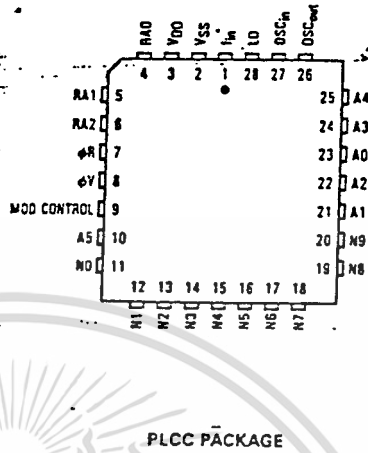 RA0 VDD VSS fin LD OSCin OSCout
4 3 2 1 28 27 26
RA1 5
RA2 6
φR 7
φV 8
MOD CONTROL 9
A5 10
N0 11
25 A4
24 A3
23 A0
22 A2
21 A1
20 N9
19 N8
12 13 14 15 16 17 18
N1 N2 N3 N4 N5 N6 N7
PLCC PACKAGE